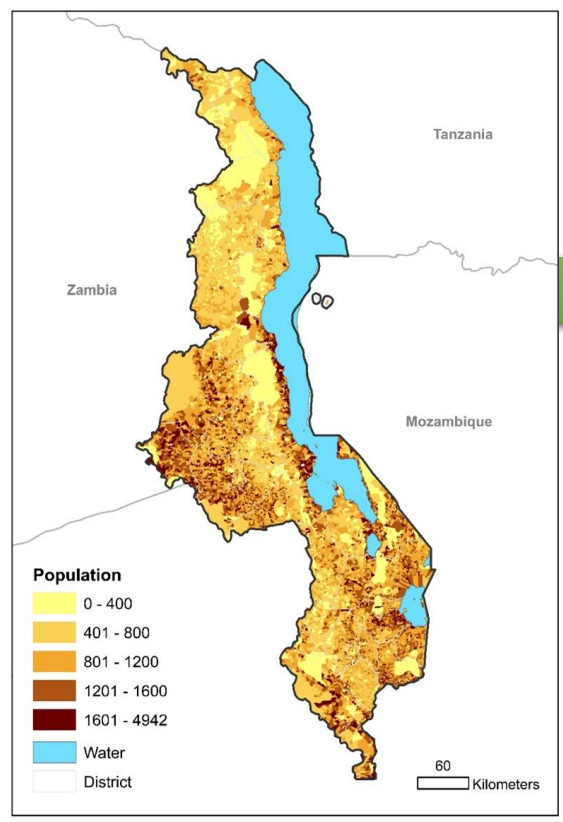 Tanzania
Zambia
Mozambique
Population
0 - 400
401 - 800
801 - 1200
1201 - 1600
1601 - 4942
Water
District
60
Kilometers